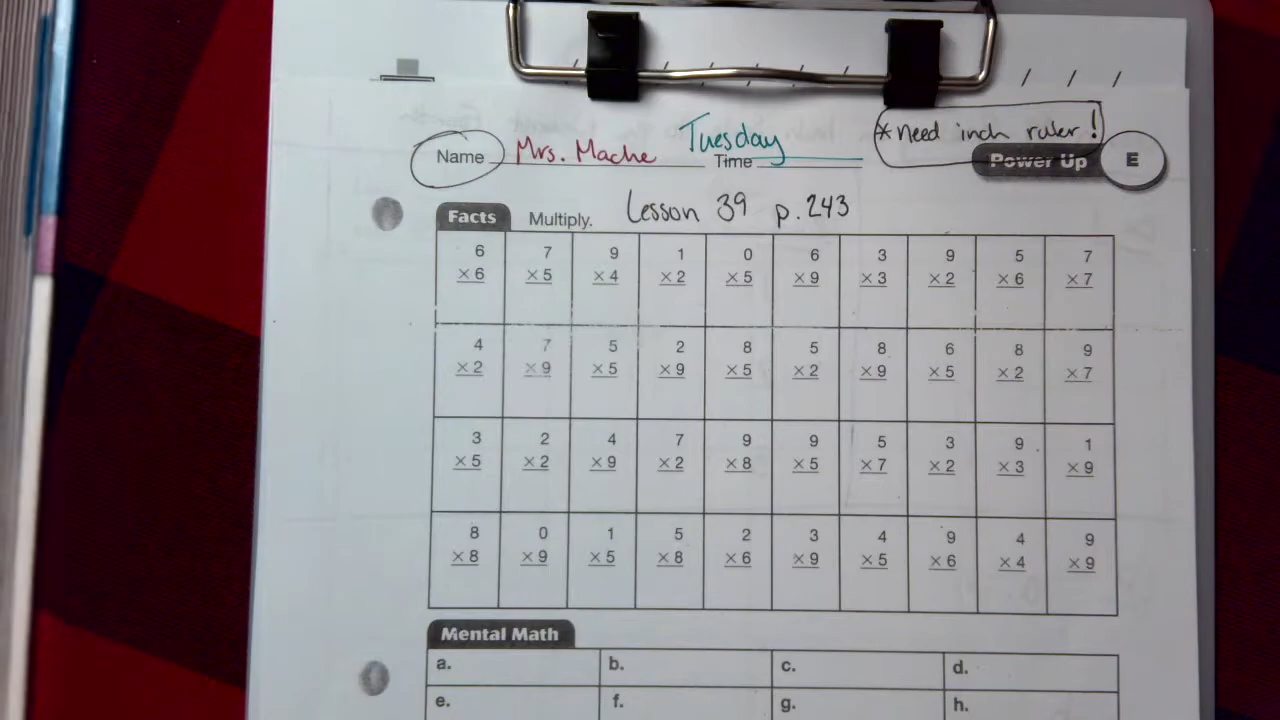 Tuesday *need inch ruler!
Name Mrs. Mache Time Power Up E
Lesson 39 p.243
Facts Multiply.
6 7 9 1 0 6 3 9 5 7
×6 ×5 ×4 ×2 ×5 ×9 ×3 ×2 ×6 ×7
4 7 5 2 8 5 8 6 8 9
×2 ×9 ×5 ×9 ×5 ×2 ×9 ×5 ×2 ×7
3 2 4 7 9 9 5 3 9 1
×5 ×2 ×9 ×2 ×8 ×5 ×7 ×2 ×3 ×9
8 0 1 5 2 3 4 9 4 9
×8 ×9 ×5 ×8 ×6 ×9 ×5 ×6 ×4 ×9
Mental Math
a. b. c. d.
e. f. g. h.